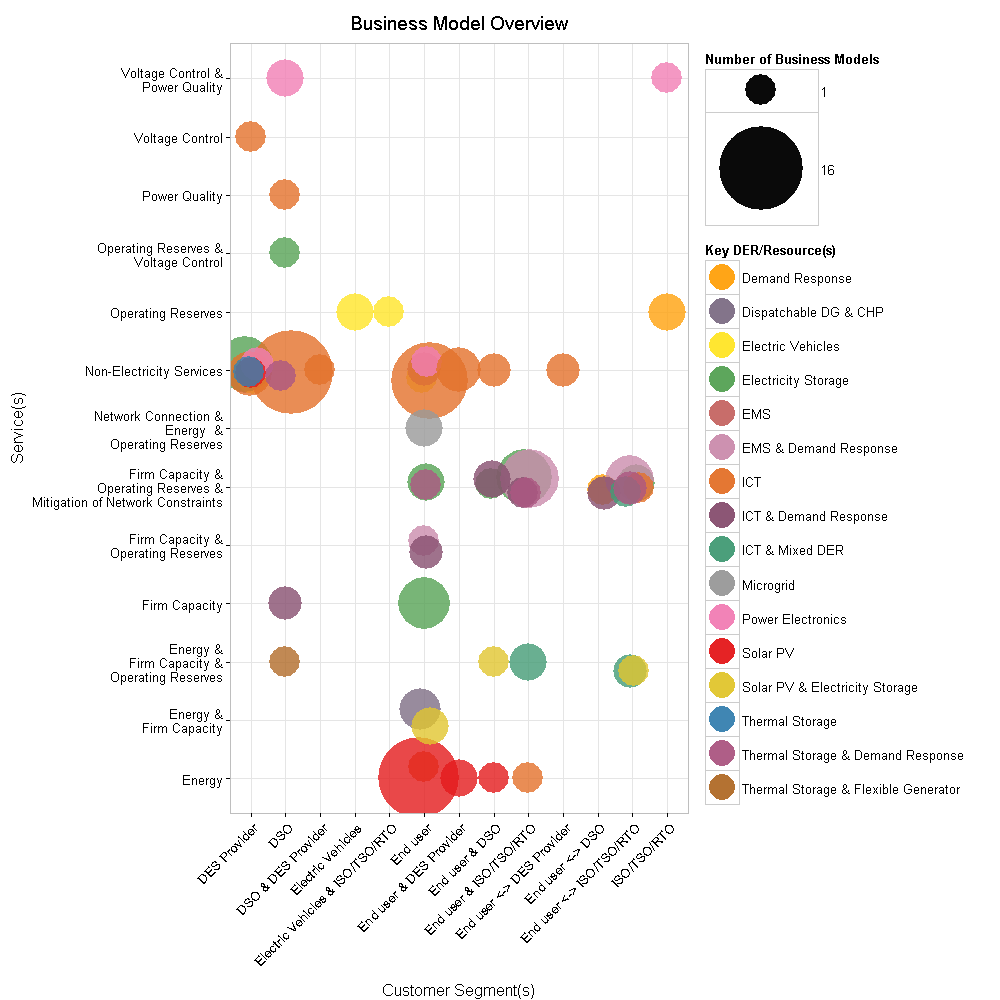 Business Model Overview
Voltage Control &
Power Quality
Voltage Control
Power Quality
Operating Reserves &
Voltage Control
Operating Reserves
Non-Electricity Services
Network Connection &
Energy &
Operating Reserves
Firm Capacity &
Operating Reserves &
Mitigation of Network Constraints
Firm Capacity &
Operating Reserves
Firm Capacity
Energy &
Firm Capacity &
Operating Reserves
Energy &
Firm Capacity
Energy
Service(s)
DES Provider
DSO
DSO & DES Provider
Electric Vehicles
Electric Vehicles & ISO/TSO/RTO
End user
End user & DES Provider
End user & DSO
End user & ISO/TSO/RTO
End user <-> DES Provider
End user <-> DSO
End user <-> ISO/TSO/RTO
ISO/TSO/RTO
Customer Segment(s)
Number of Business Models
1
16
Key DER/Resource(s)
Demand Response
Dispatchable DG & CHP
Electric Vehicles
Electricity Storage
EMS
EMS & Demand Response
ICT
ICT & Demand Response
ICT & Mixed DER
Microgrid
Power Electronics
Solar PV
Solar PV & Electricity Storage
Thermal Storage
Thermal Storage & Demand Response
Thermal Storage & Flexible Generator